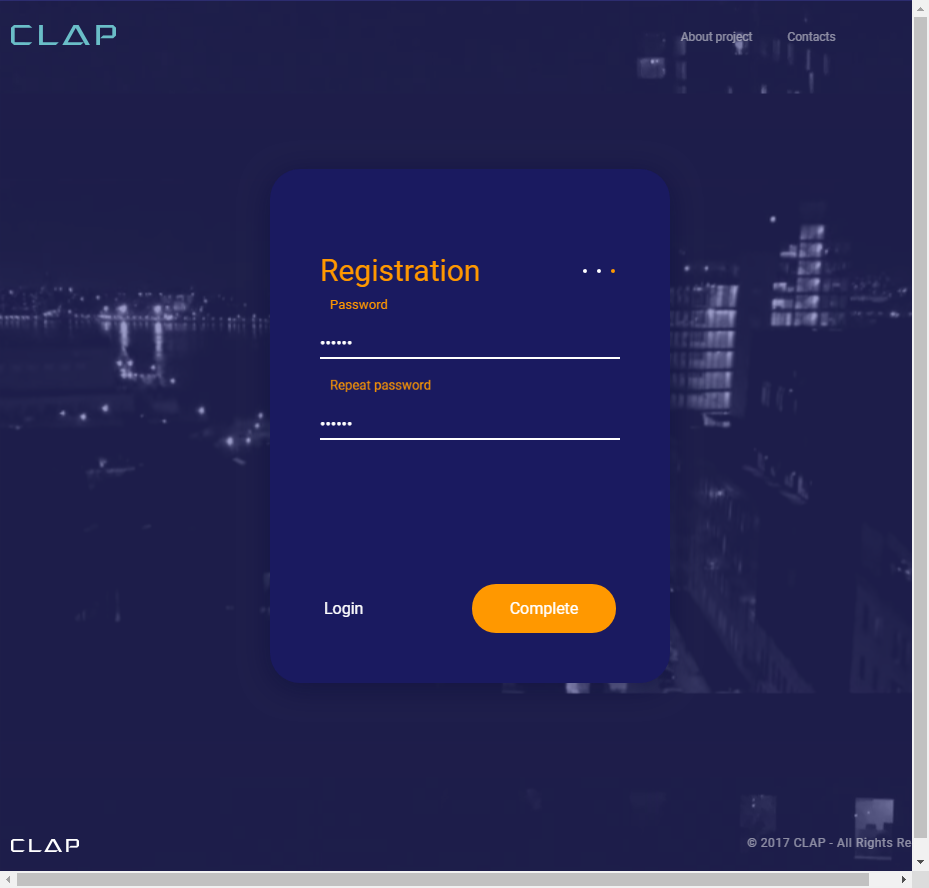 CLAP
About project
Contacts
Registration
Password
••••••
Repeat password
••••••
Login
Complete
CLAP
© 2017 CLAP - All Rights Re